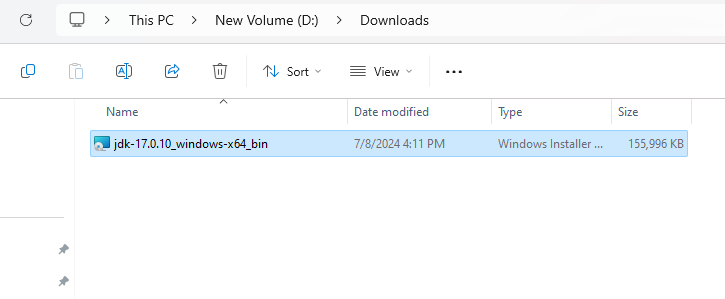 This PC > New Volume (D:) > Downloads
Sort View ...
Name Date modified Type Size
jdk-17.0.10_windows-x64_bin 7/8/2024 4:11 PM Windows Installer ... 155,996 KB